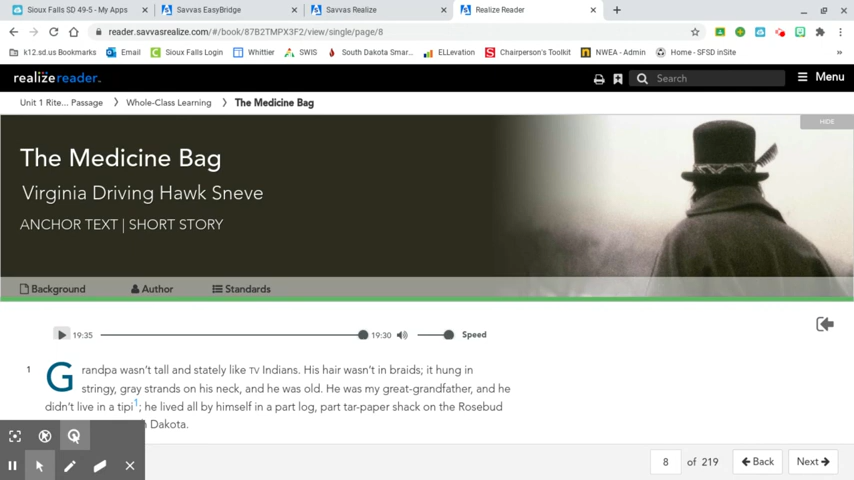 Sioux Falls SD 49-5 - My Apps
Savvas EasyBridge
Savvas Realize
Realize Reader
reader.savvasrealize.com/#/book/87B2TMPX3F2/view/single/page/8
k12.sd.us Bookmarks
Email
Sioux Falls Login
Whittier
SWIS
South Dakota Smar...
ELLevation
Chairperson's Toolkit
NWEA - Admin
Home - SFSD inSite
realizereader.
Search
Menu
Unit 1 Rite... Passage
Whole-Class Learning
The Medicine Bag
HIDE
The Medicine Bag
Virginia Driving Hawk Sneve
ANCHOR TEXT | SHORT STORY
Background
Author
Standards
19:35
19:30
Speed
1
Grandpa wasn't tall and stately like TV Indians. His hair wasn't in braids; it hung in
stringy, gray strands on his neck, and he was old. He was my great-grandfather, and he
didn't live in a tipi1; he lived all by himself in a part log, part tar-paper shack on the Rosebud
h Dakota.
8 of 219
Back
Next